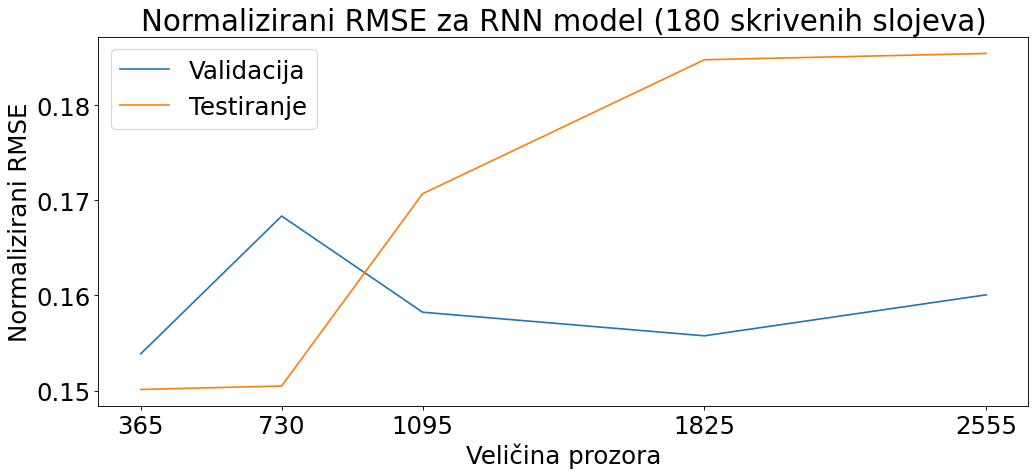 Normalizirani RMSE za RNN model (180 skrivenih slojeva)
Validacija
Testiranje
Normalizirani RMSE
0.18
0.17
0.16
0.15
365 730 1095 1825 2555
Veličina prozora